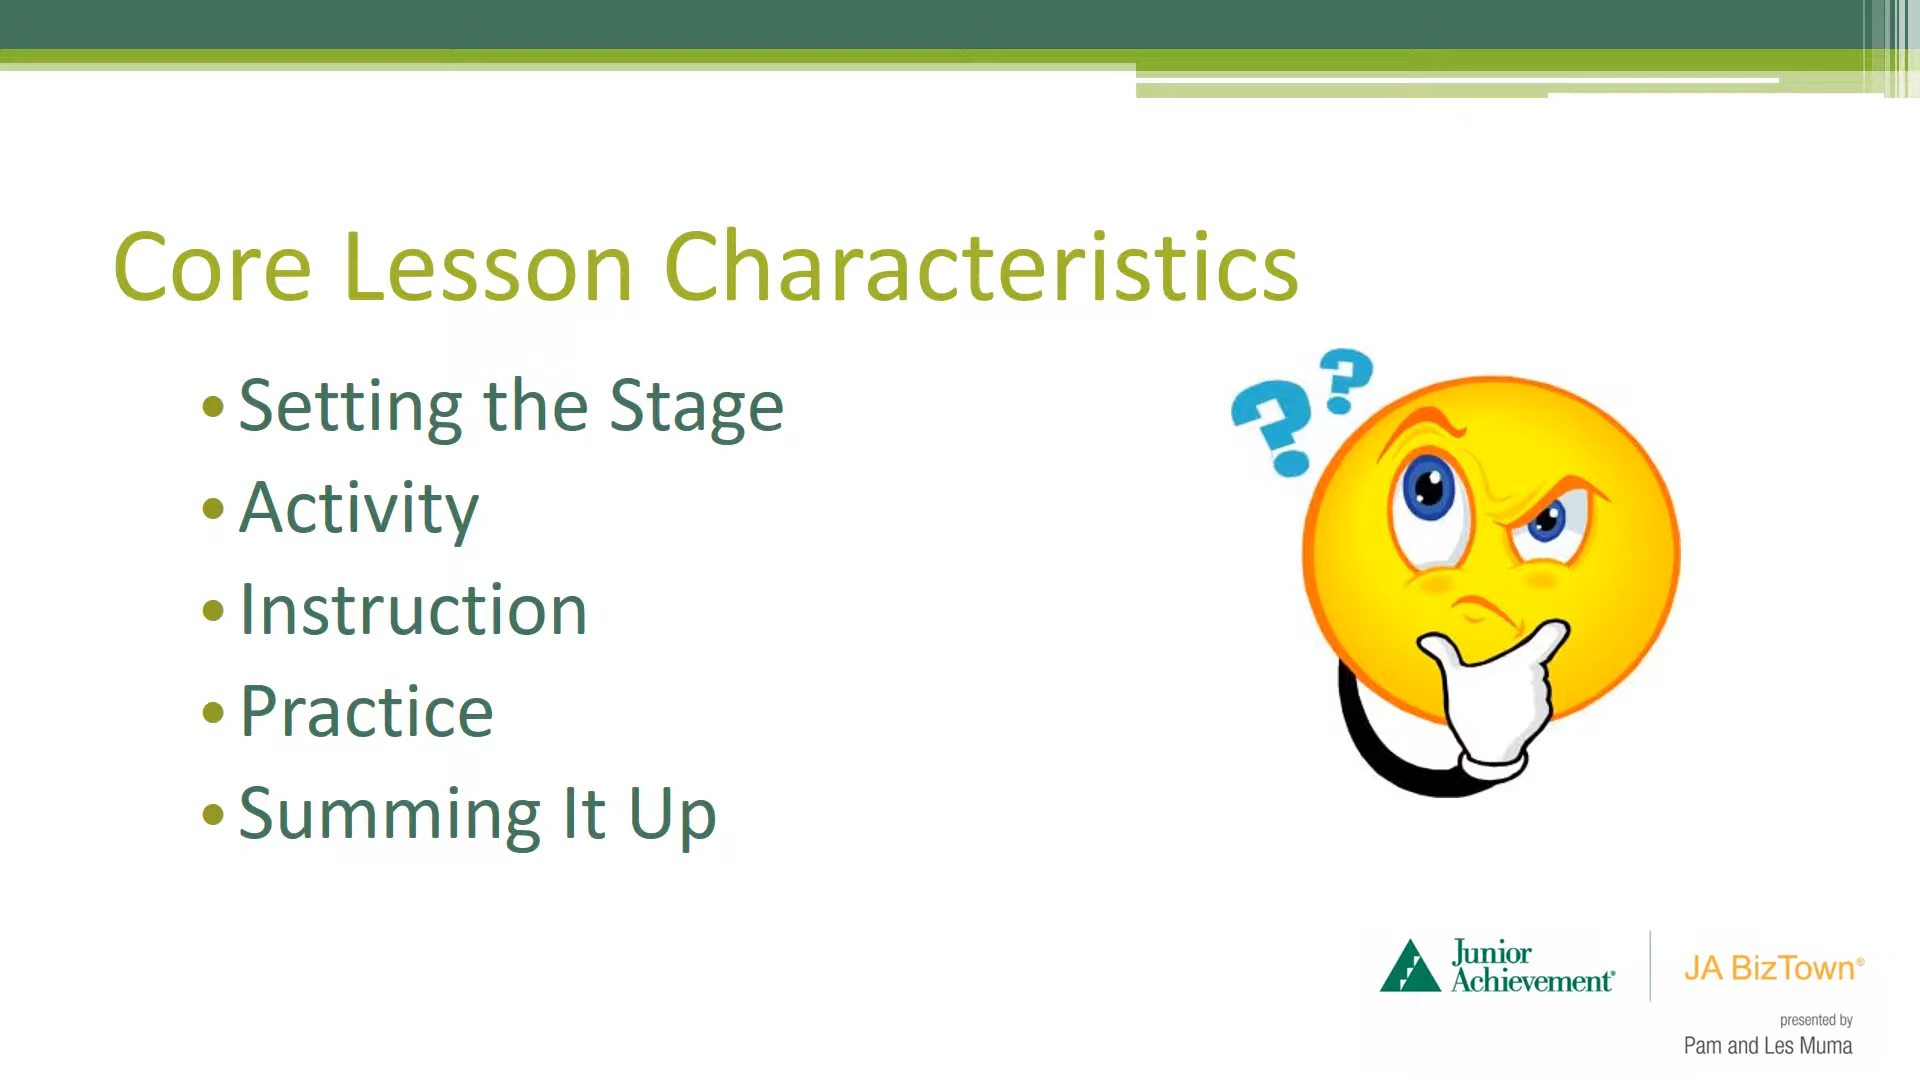 Core Lesson Characteristics
• Setting the Stage
• Activity
• Instruction
• Practice
• Summing It Up
? ?
Junior
Achievement®
JA BizTown®
presented by
Pam and Les Muma